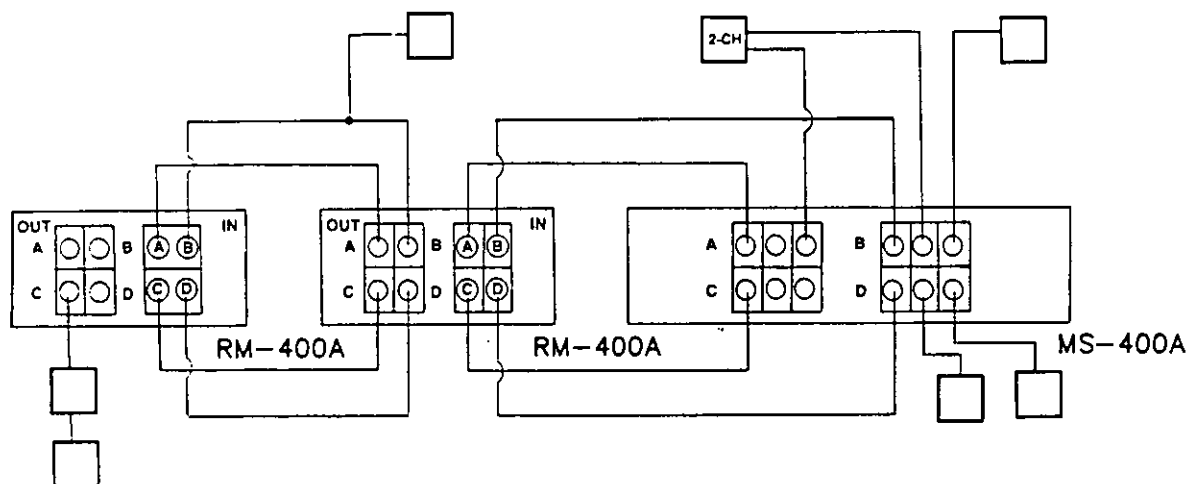 2-CH
OUT IN OUT IN
A B A B A B A B A B
C D C D C D C D C D
RM-400A RM-400A MS-400A